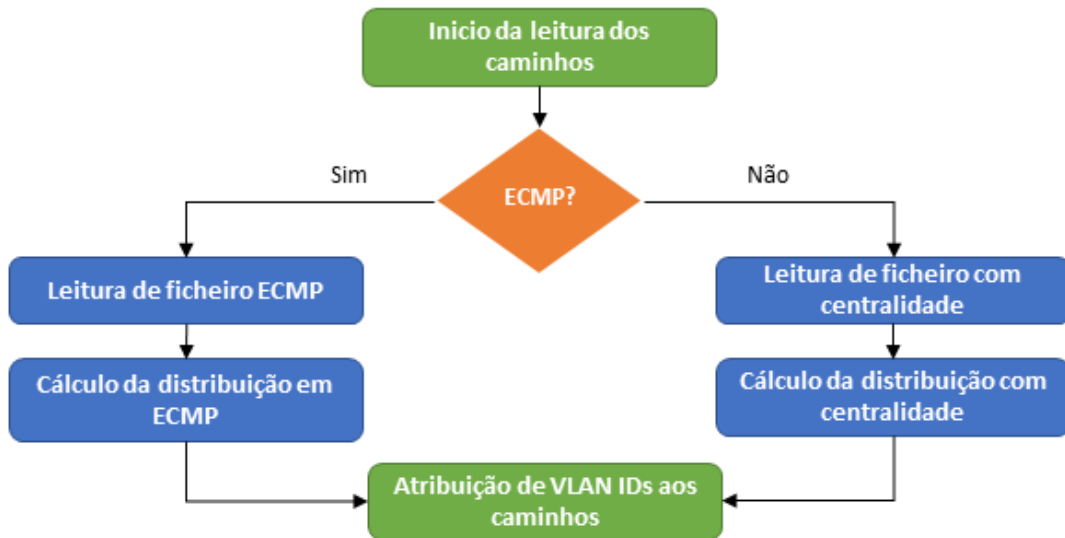 Inicio da leitura dos
caminhos
Sim
ECMP?
Não
Leitura de ficheiro ECMP
Leitura de ficheiro com
centralidade
Cálculo da distribuição em
ECMP
Cálculo da distribuição com
centralidade
Atribuição de VLAN IDs aos
caminhos